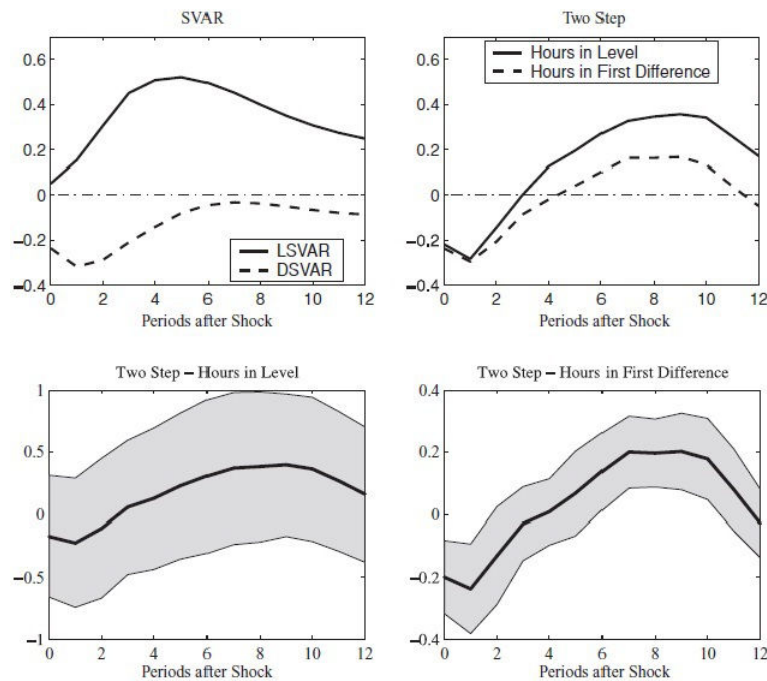 SVAR
0.6
0.4
0.2
0
−0.2
−0.4
LSVAR
DSVAR
0 2 4 6 8 10 12
Periods after Shock
Two Step
0.6
0.4
0.2
0
−0.2
−0.4
Hours in Level
Hours in First Difference
0 2 4 6 8 10 12
Periods after Shock
Two Step − Hours in Level
1
0.5
0
−0.5
−1
0 2 4 6 8 10 12
Periods after Shock
Two Step − Hours in First Difference
0.4
0.2
0
−0.2
−0.4
0 2 4 6 8 10 12
Periods after Shock